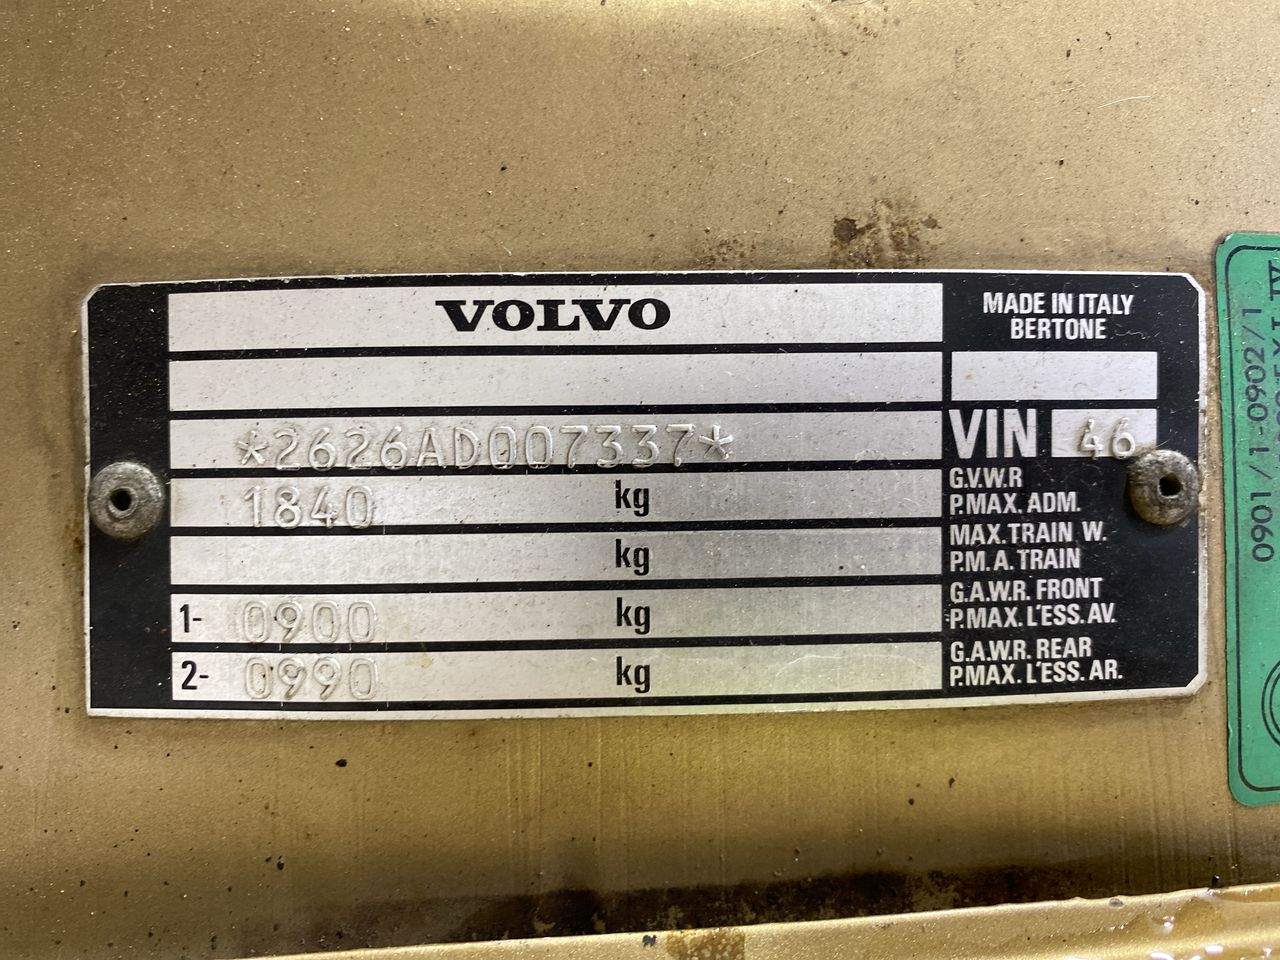 VOLVO
MADE IN ITALY
BERTONE
*2626AD007337*
VIN 46
1840 kg
G.V.W.R
P.MAX. ADM.
kg
MAX. TRAIN W.
P.M. A. TRAIN
1- 0900 kg
G.A.W.R. FRONT
P.MAX. L'ESS. AV.
2- 0990 kg
G.A.W.R. REAR
P.MAX. L'ESS. AR.
0901/11-0902/1